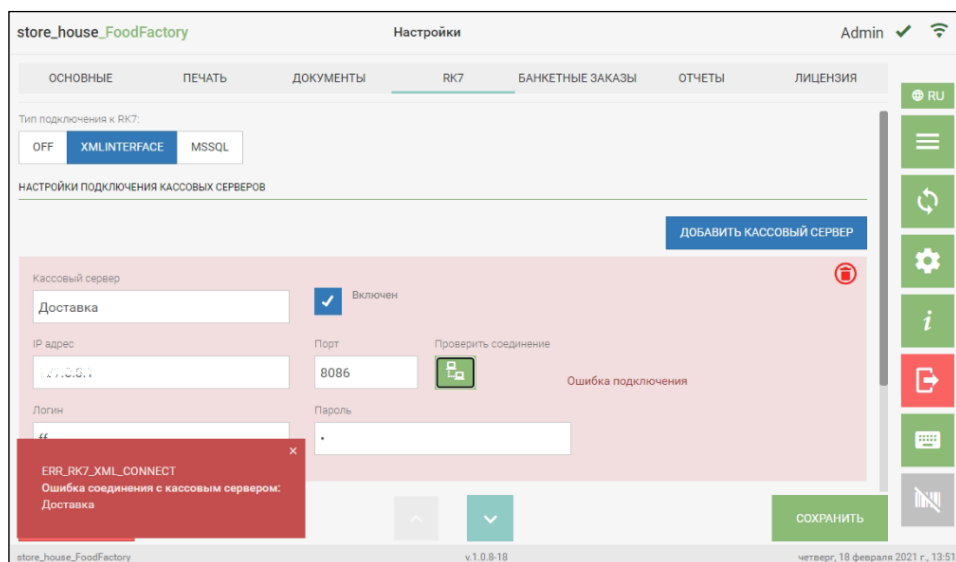 store_house_FoodFactory Настройки Admin
ОСНОВНЫЕ ПЕЧАТЬ ДОКУМЕНТЫ RK7 БАНКЕТНЫЕ ЗАКАЗЫ ОТЧЕТЫ ЛИЦЕНЗИЯ
RU
Тип подключения к RK7:
OFF XMLINTERFACE MSSQL
НАСТРОЙКИ ПОДКЛЮЧЕНИЯ КАССОВЫХ СЕРВЕРОВ
ДОБАВИТЬ КАССОВЫЙ СЕРВЕР
Кассовый сервер
Доставка
Включен
IP адрес Порт Проверить соединение
8086
Ошибка подключения
Логин Пароль
ERR_RK7_XML_CONNECT
Ошибка соединения с кассовым сервером:
Доставка
СОХРАНИТЬ
store_house_FoodFactory v.1.0.8-18 четверг, 18 февраля 2021 г., 13:51